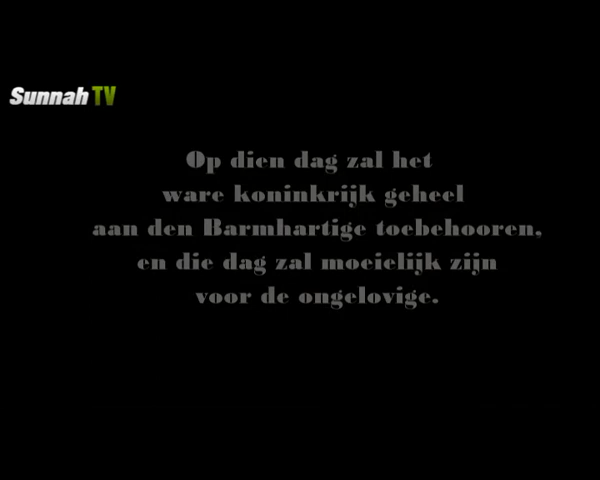 Sunnah TV
Op dien dag zal het
ware koninkrijk geheel
aan den Barmhartige toebehooren,
en die dag zal moeielijk zijn
voor de ongelovige.